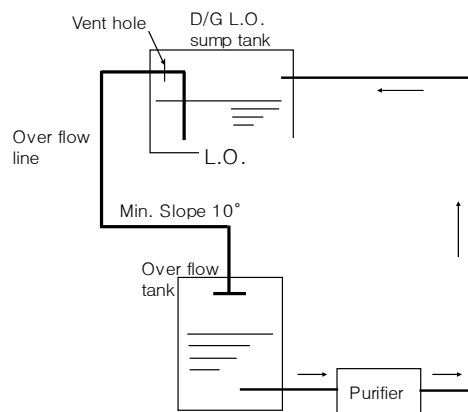 D/G L.O.
Vent hole
sump tank
Over flow
line
L.O.
Min. Slope 10°
Over flow
tank
Purifier